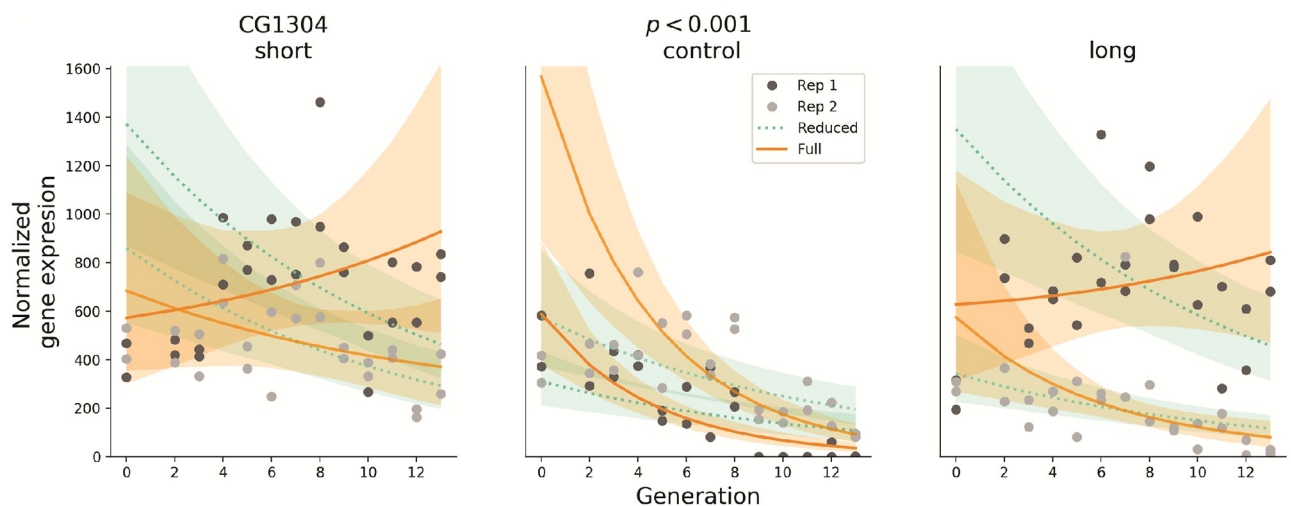 CG1304
short
p < 0.001
control
long
Normalized
gene expresion
1600
1400
1200
1000
800
600
400
200
0
Rep 1
Rep 2
Reduced
Full
0 2 4 6 8 10 12
0 2 4 6 8 10 12
0 2 4 6 8 10 12
Generation